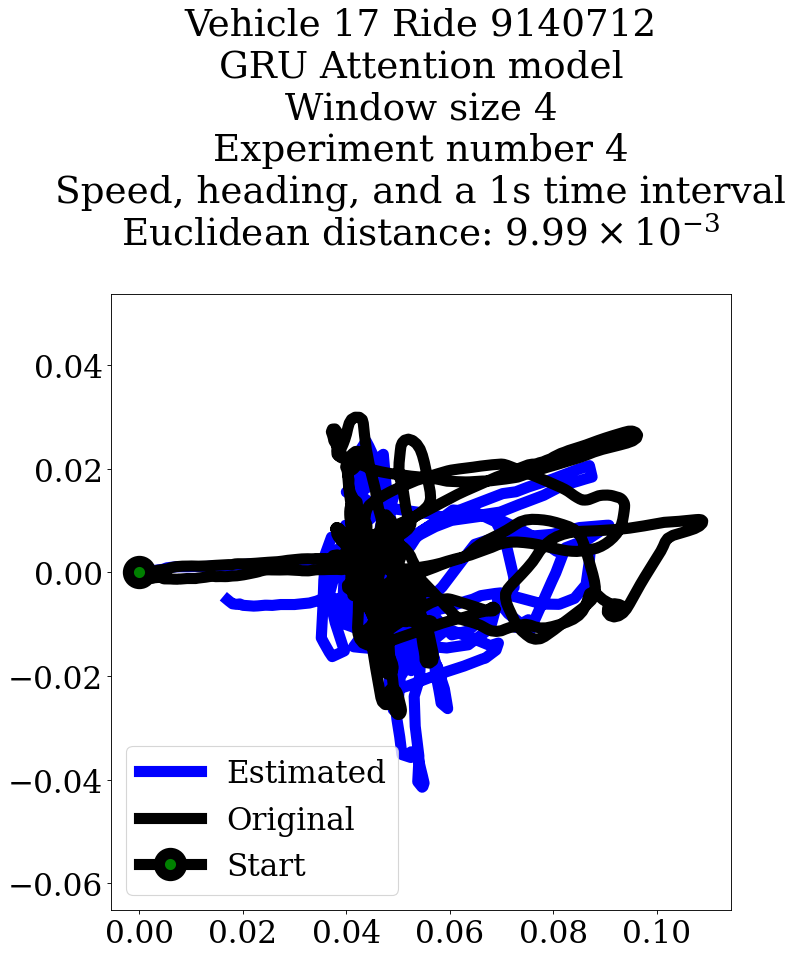 Vehicle 17 Ride 9140712
GRU Attention model
Window size 4
Experiment number 4
Speed, heading, and a 1s time interval
Euclidean distance: 9.99 × 10⁻³
0.04
0.02
0.00
−0.02
−0.04
−0.06
Estimated
Original
Start
0.00 0.02 0.04 0.06 0.08 0.10